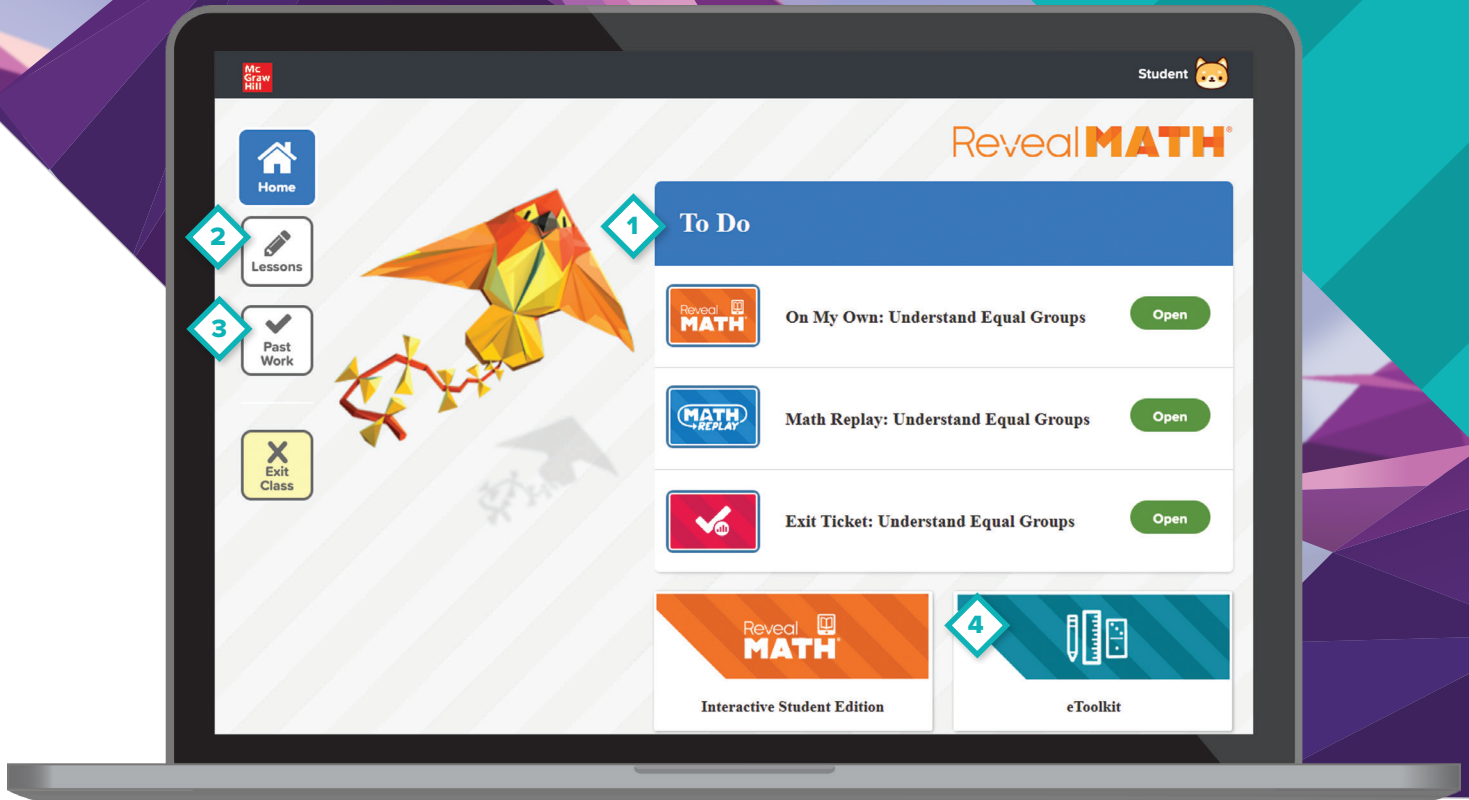 Mc
Graw
Hill
Student
Reveal MATH®
Home
2
Lessons
3
Past
Work
Exit
Class
1
To Do
Reveal
MATH
On My Own: Understand Equal Groups
Open
MATH
REPLAY
Math Replay: Understand Equal Groups
Open
Exit Ticket: Understand Equal Groups
Open
Reveal
MATH
Interactive Student Edition
4
eToolkit